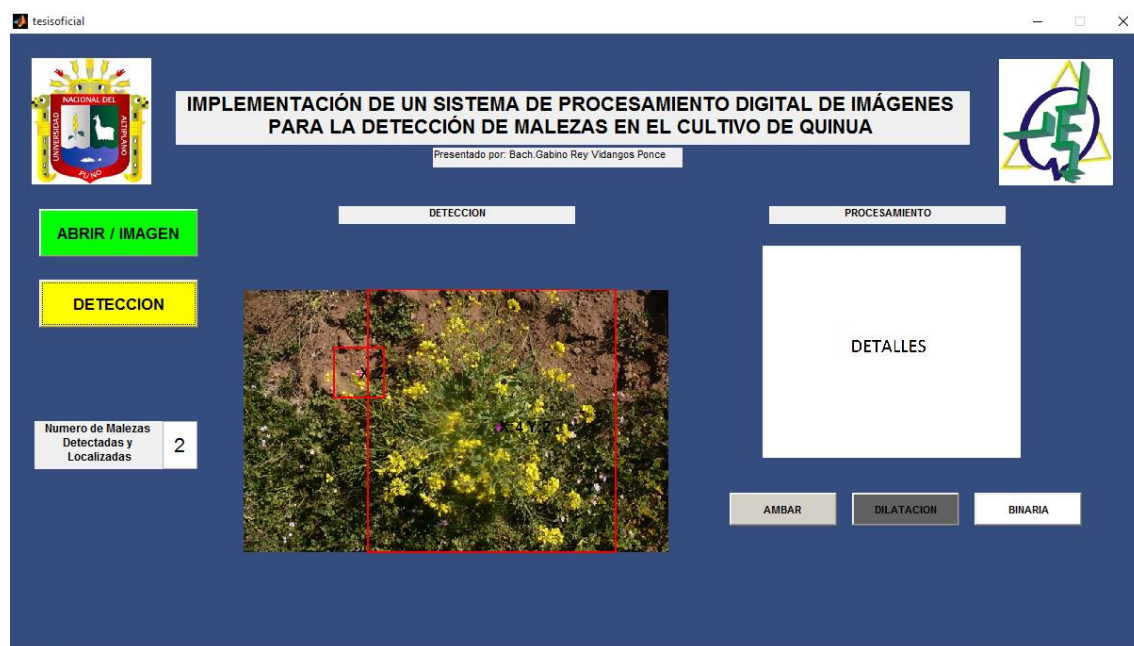 tesisoficial
NACIONAL DEL
UNIVERSIDAD
ALTIPLANO
PUNO
IMPLEMENTACIÓN DE UN SISTEMA DE PROCESAMIENTO DIGITAL DE IMÁGENES
PARA LA DETECCIÓN DE MALEZAS EN EL CULTIVO DE QUINUA
Presentado por: Bach.Gabino Rey Vidangos Ponce
DETECCION
PROCESAMIENTO
ABRIR / IMAGEN
DETECCION
DETALLES
Numero de Malezas
Detectadas y
Localizadas
2
AMBAR
DILATACION
BINARIA